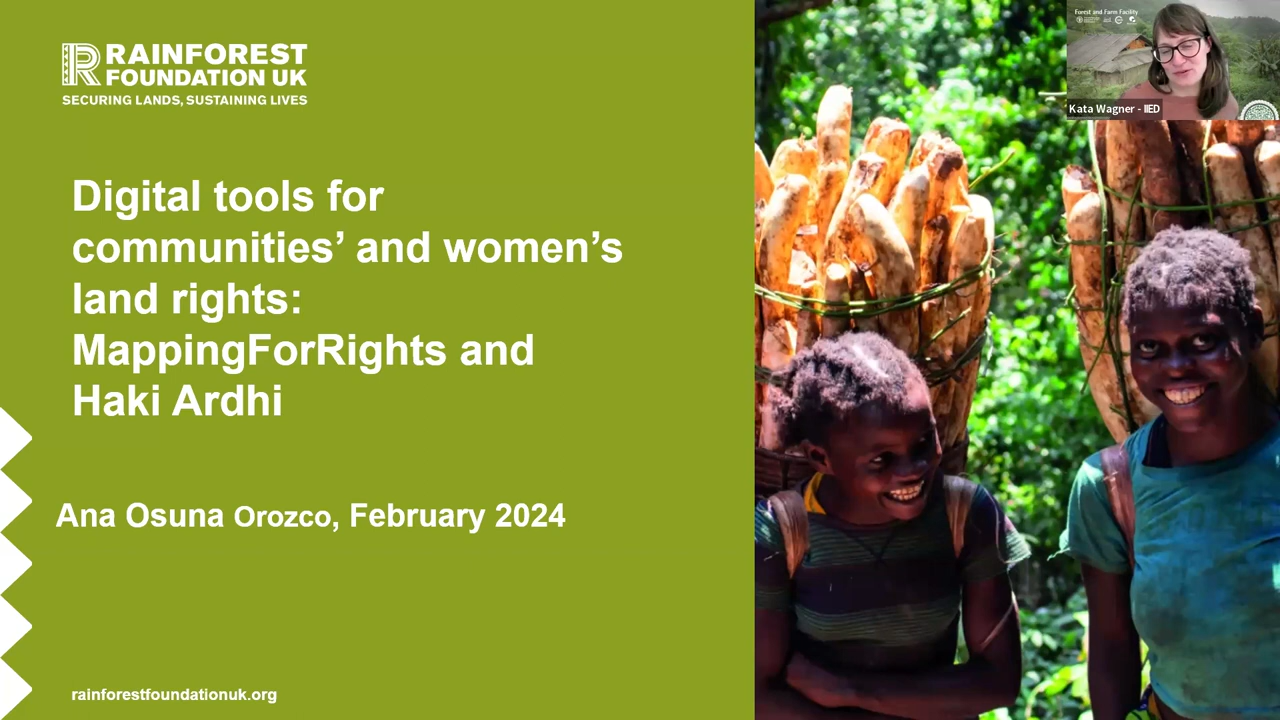 RAINFOREST
FOUNDATION UK
SECURING LANDS, SUSTAINING LIVES
Digital tools for
communities’ and women’s
land rights:
MappingForRights and
Haki Ardhi
Ana Osuna Orozco, February 2024
rainforestfoundationuk.org
Forest and Farm Facility
Kata Wagner - IIED